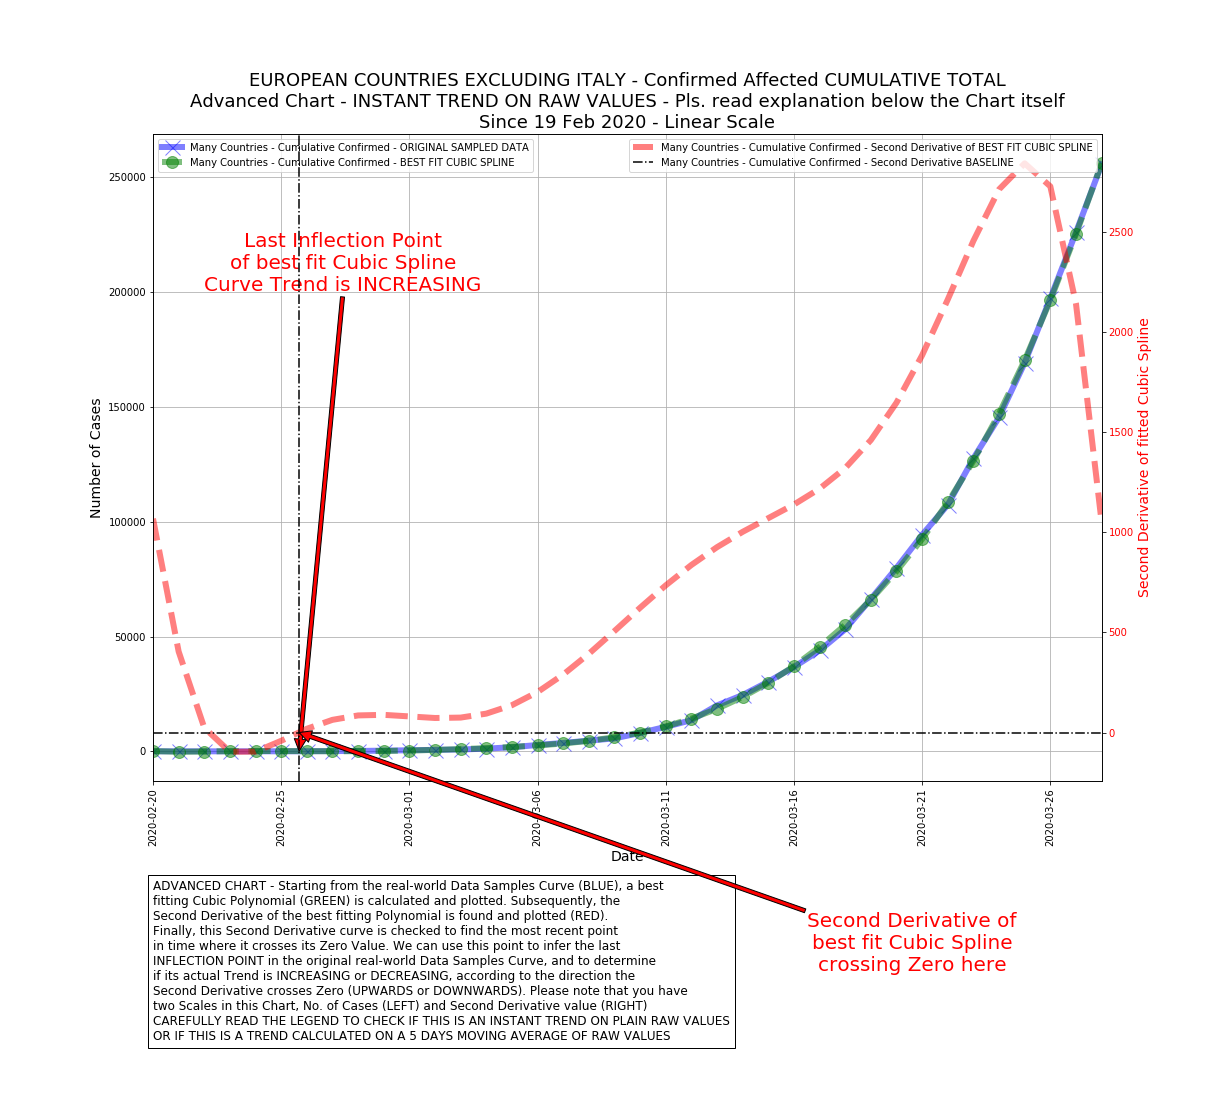 EUROPEAN COUNTRIES EXCLUDING ITALY - Confirmed Affected CUMULATIVE TOTAL
Advanced Chart - INSTANT TREND ON RAW VALUES - Pls. read explanation below the Chart itself
Since 19 Feb 2020 - Linear Scale
Many Countries - Cumulative Confirmed - ORIGINAL SAMPLED DATA
Many Countries - Cumulative Confirmed - BEST FIT CUBIC SPLINE
Many Countries - Cumulative Confirmed - Second Derivative of BEST FIT CUBIC SPLINE
Many Countries - Cumulative Confirmed - Second Derivative BASELINE
Last Inflection Point
of best fit Cubic Spline
Curve Trend is INCREASING
Number of Cases
250000
200000
150000
100000
50000
0
2500
2000
1500
1000
500
0
Second Derivative of fitted Cubic Spline
2020-02-20
2020-02-25
2020-03-01
2020-03-06
2020-03-11
2020-03-16
2020-03-21
2020-03-26
Date
ADVANCED CHART - Starting from the real-world Data Samples Curve (BLUE), a best
fitting Cubic Polynomial (GREEN) is calculated and plotted. Subsequently, the
Second Derivative of the best fitting Polynomial is found and plotted (RED).
Finally, this Second Derivative curve is checked to find the most recent point
in time where it crosses its Zero Value. We can use this point to infer the last
INFLECTION POINT in the original real-world Data Samples Curve, and to determine
if its actual Trend is INCREASING or DECREASING, according to the direction the
Second Derivative crosses Zero (UPWARDS or DOWNWARDS). Please note that you have
two Scales in this Chart, No. of Cases (LEFT) and Second Derivative value (RIGHT)
CAREFULLY READ THE LEGEND TO CHECK IF THIS IS AN INSTANT TREND ON PLAIN RAW VALUES
OR IF THIS IS A TREND CALCULATED ON A 5 DAYS MOVING AVERAGE OF RAW VALUES
Second Derivative of
best fit Cubic Spline
crossing Zero here